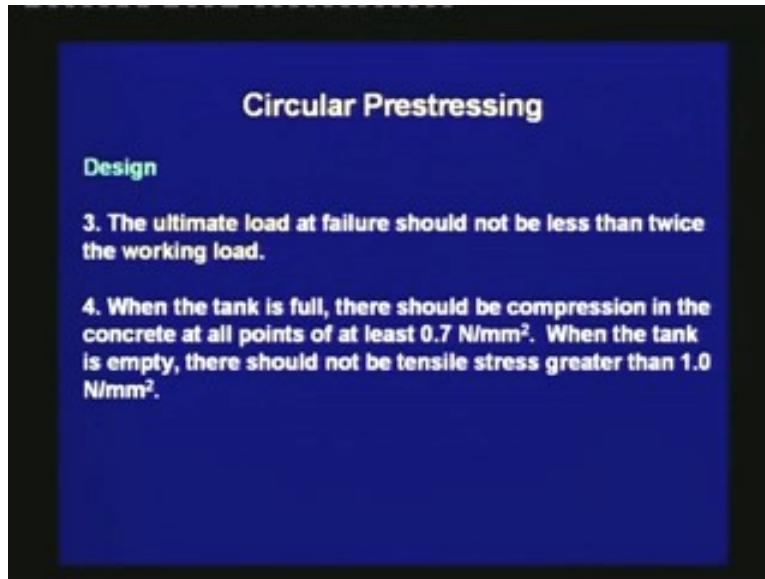 Circular Prestressing
Design
3. The ultimate load at failure should not be less than twice
the working load.
4. When the tank is full, there should be compression in the
concrete at all points of at least 0.7 N/mm². When the tank
is empty, there should not be tensile stress greater than 1.0
N/mm².